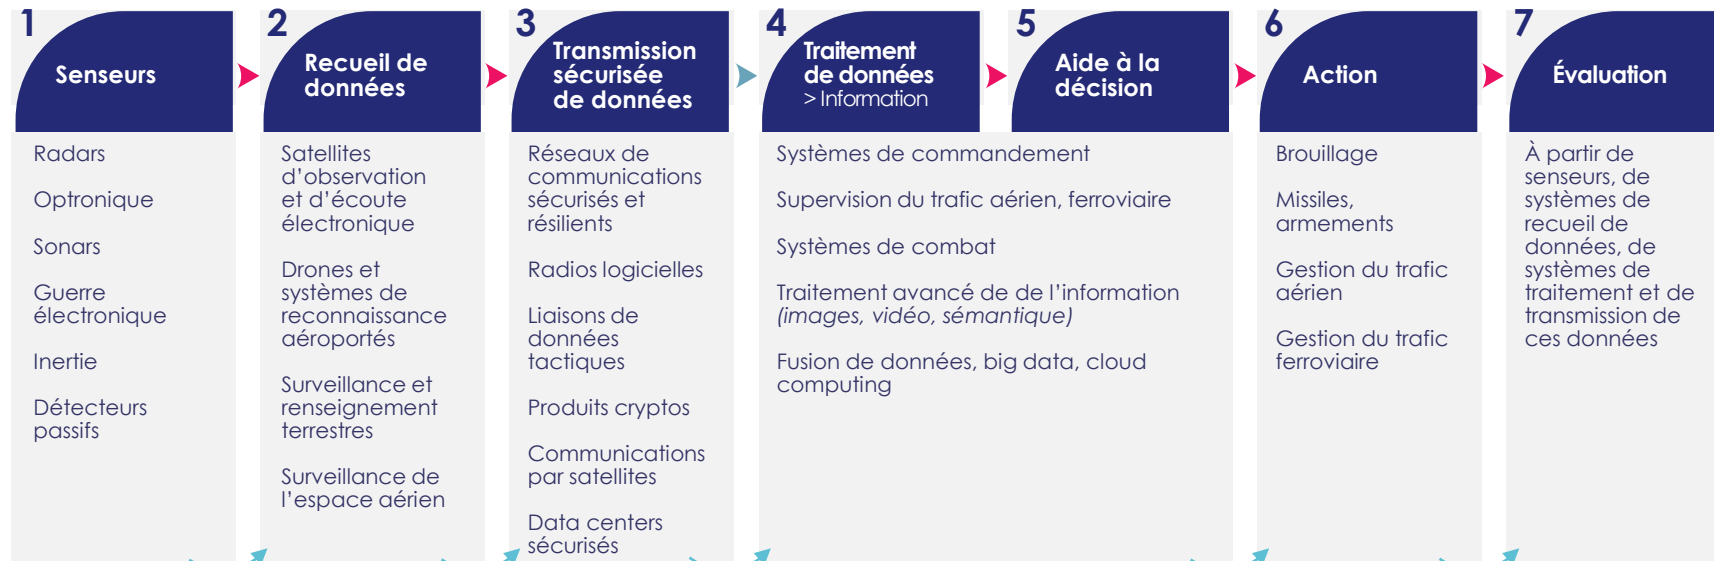 1
Senseurs
Radars
Optronique
Sonars
Guerre
électronique
Inertie
Détecteurs
passifs
2
Recueil de
données
Satellites
d’observation
et d’écoute
électronique
Drones et
systèmes de
reconnaissance
aéroportés
Surveillance et
renseignement
terrestres
Surveillance de
l’espace aérien
3
Transmission
sécurisée
de données
Réseaux de
communications
sécurisés et
résilients
Radios logicielles
Liaisons de
données
tactiques
Produits cryptos
Communications
par satellites
Data centers
sécurisés
4
Traitement
de données
> Information
5
Aide à la
décision
Systèmes de commandement
Supervision du trafic aérien, ferroviaire
Systèmes de combat
Traitement avancé de de l’information
(images, vidéo, sémantique)
Fusion de données, big data, cloud
computing
6
Action
Brouillage
Missiles,
armements
Gestion du trafic
aérien
Gestion du trafic
ferroviaire
7
Évaluation
À partir de
senseurs, de
systèmes de
recueil de
données, de
systèmes de
traitement et de
transmission de
ces données